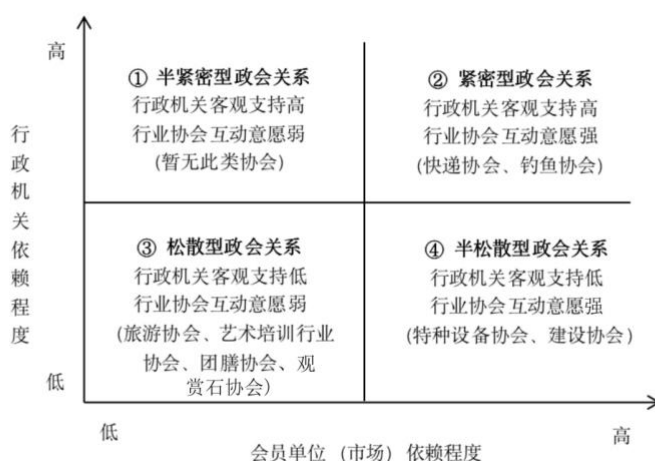 高
行政机关依赖程度
低
① 半紧密型政会关系
行政机关客观支持高
行业协会互动意愿弱
(暂无此类协会)
② 紧密型政会关系
行政机关客观支持高
行业协会互动意愿强
(快递协会、钓鱼协会)
③ 松散型政会关系
行政机关客观支持低
行业协会互动意愿弱
(旅游协会、艺术培训行业
协会、团膳协会、观
赏石协会)
④ 半松散型政会关系
行政机关客观支持低
行业协会互动意愿强
(特种设备协会、建设协会)
低
高
会员单位 (市场) 依赖程度